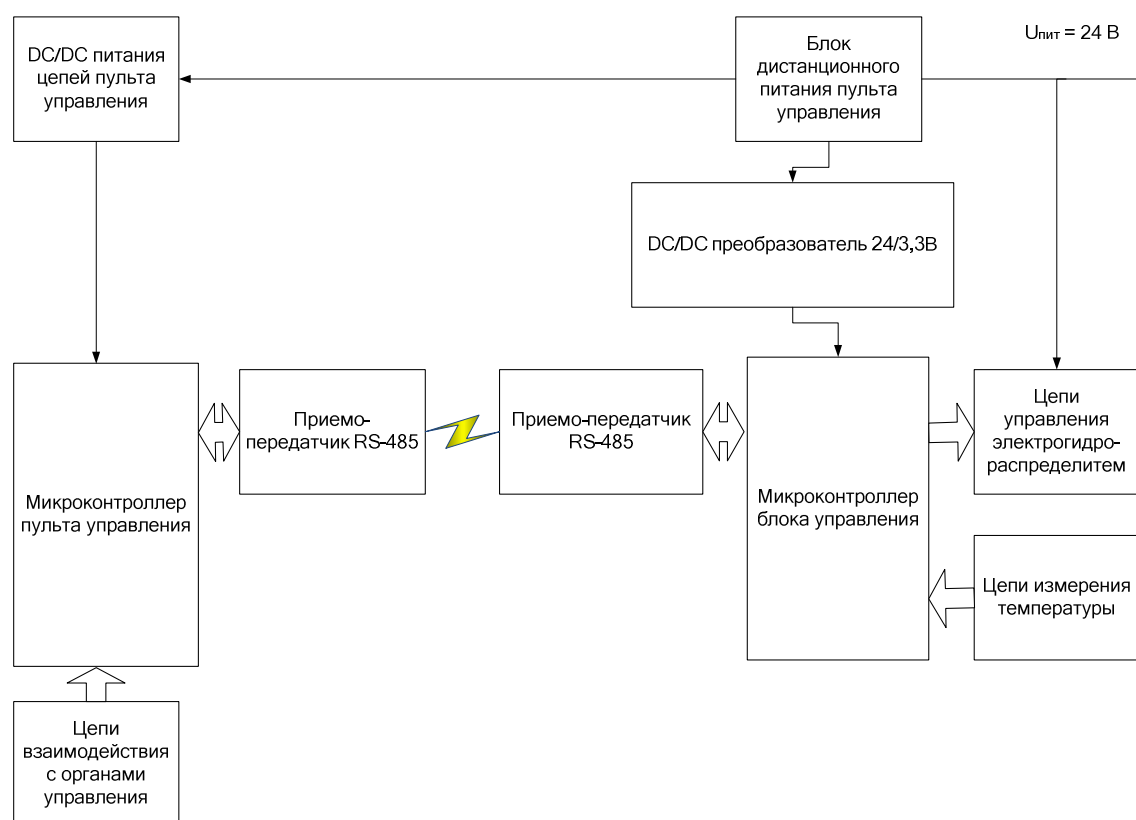 DC/DC питания
цепей пульта
управления
Блок
дистанционного
питания пульта
управления
Uпит = 24 В
DC/DC преобразователь 24/3,3В
Микроконтроллер
пульта управления
Приемо-
передатчик RS-485
Приемо-передатчик
RS-485
Микроконтроллер
блока управления
Цепи
управления
электрогидро-
распределитем
Цепи измерения
температуры
Цепи
взаимодействия
с органами
управления